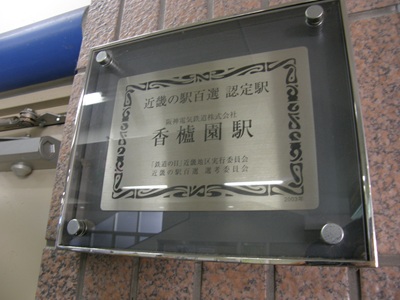 近畿の駅百選 認定駅
阪神電気鉄道株式会社
香櫨園駅
「鉄道の日」近畿地区実行委員会
近畿の駅百選 選考委員会